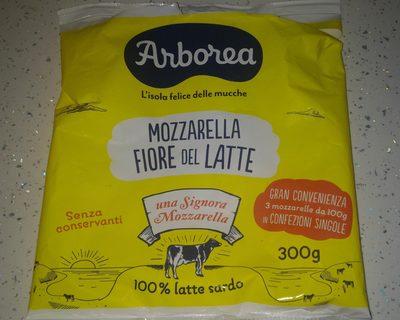 Arborea
L'isola felice delle mucche
MOZZARELLA
FIORE DEL LATTE
una Signora
Mozzarella
Senza
conservanti
GRAN CONVENIENZA
3 mozzarelle da 100g
IN CONFEZIONI SINGOLE
300g
100% latte sardo